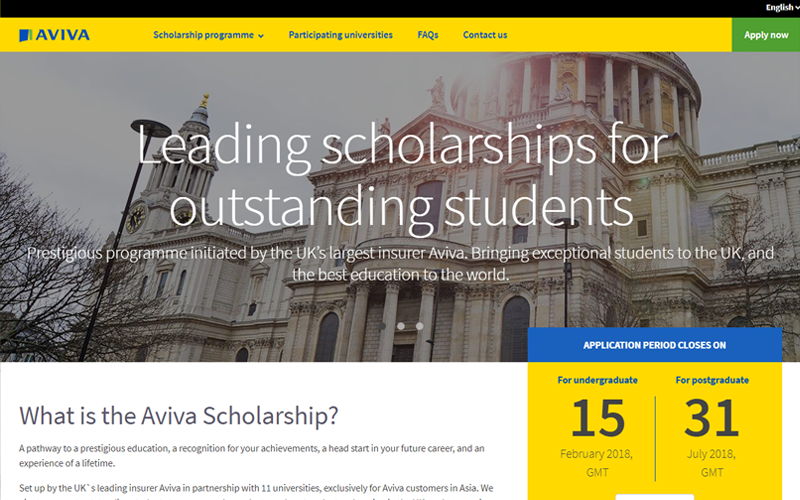 English
AVIVA
Scholarship programme
Participating universities
FAQs
Contact us
Apply now
Leading scholarships for
outstanding students
Prestigious programme initiated by the UK's largest insurer Aviva. Bringing exceptional students to the UK, and
the best education to the world.
APPLICATION PERIOD CLOSES ON
For undergraduate
15
February 2018,
GMT
For postgraduate
31
July 2018,
GMT
What is the Aviva Scholarship?
A pathway to a prestigious education, a recognition for your achievements, a head start in your future career, and an
experience of a lifetime.
Set up by the UK`s leading insurer Aviva in partnership with 11 universities, exclusively for Aviva customers in Asia. We